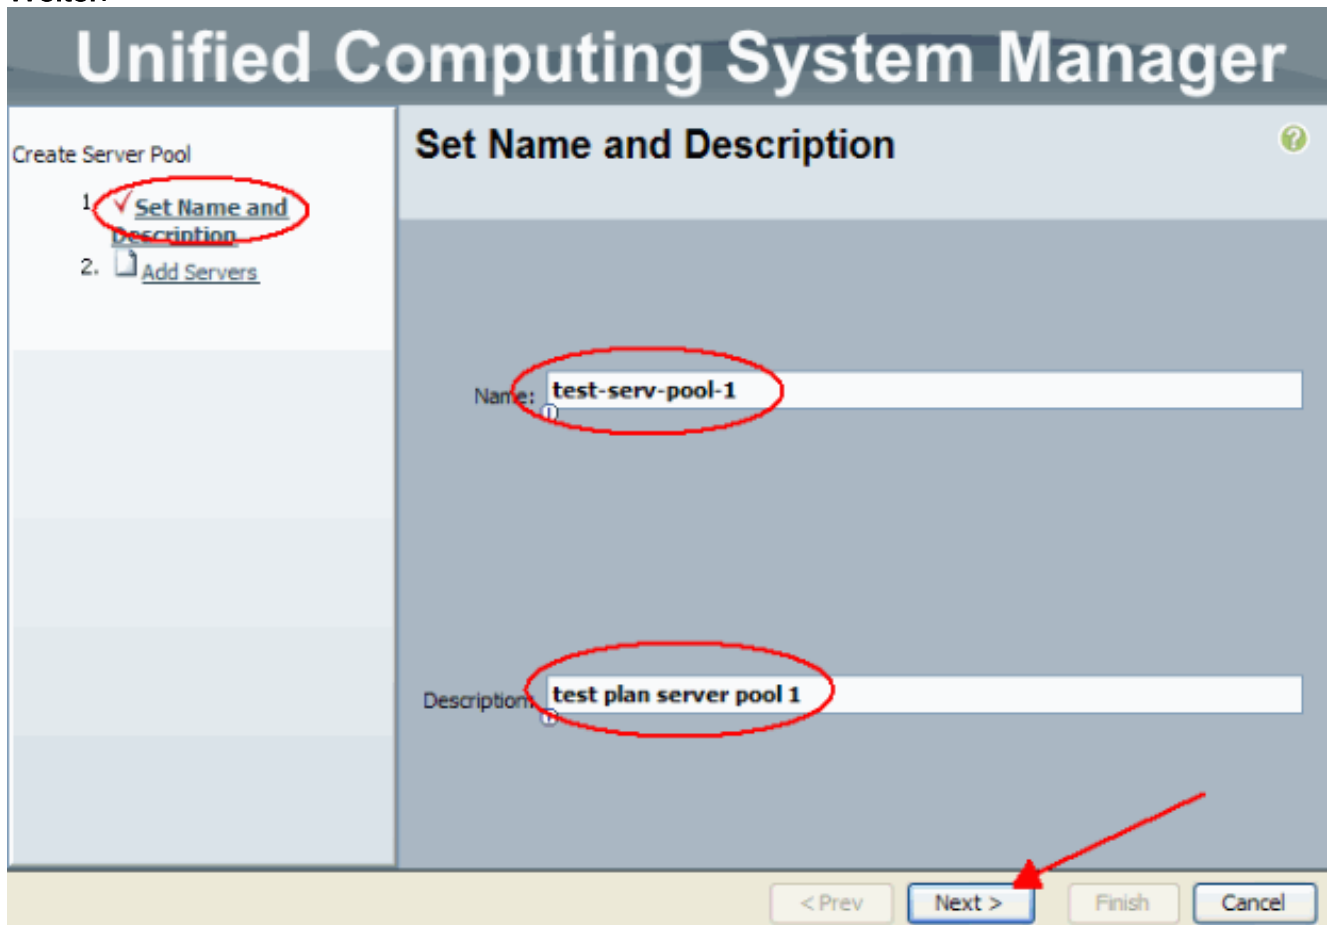 Unified Computing System Manager
Create Server Pool
1. Set Name and
Description
2. Add Servers
Set Name and Description
?
Name: test-serv-pool-1
Description: test plan server pool 1
< Prev
Next >
Finish
Cancel